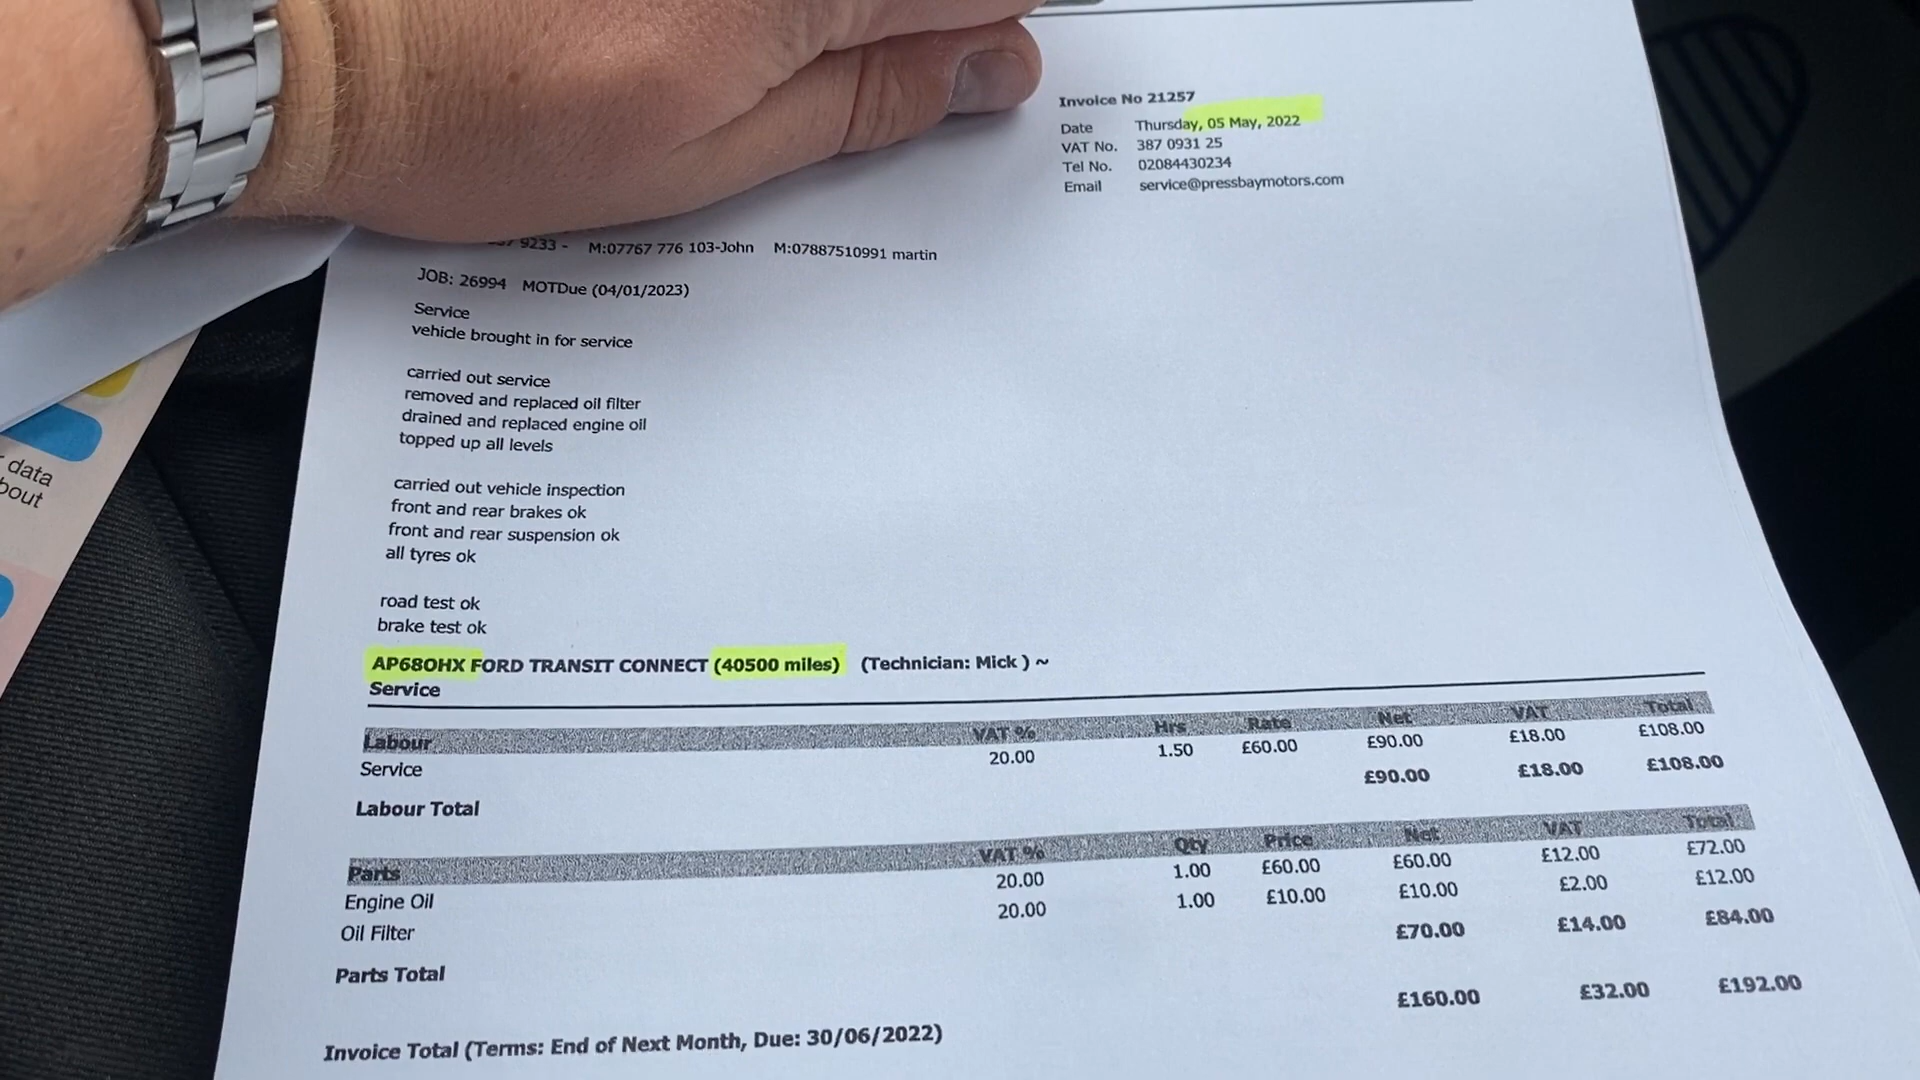 Invoice No 21257
Date Thursday, 05 May, 2022
VAT No. 387 0931 25
Tel No. 02084430234
Email service@pressbaymotors.com
9233 - M:07767 776 103-John M:07887510991 martin
JOB: 26994 MOTDue (04/01/2023)
Service
vehicle brought in for service
carried out service
removed and replaced oil filter
drained and replaced engine oil
topped up all levels
carried out vehicle inspection
front and rear brakes ok
front and rear suspension ok
all tyres ok
road test ok
brake test ok
AP68OHX FORD TRANSIT CONNECT (40500 miles) (Technician: Mick ) ~
Service
Labour VAT % Hrs Rate Net VAT Total
Service 20.00 1.50 £60.00 £90.00 £18.00 £108.00
Labour Total £90.00 £18.00 £108.00
Parts VAT % Qty Price Net VAT Total
Engine Oil 20.00 1.00 £60.00 £60.00 £12.00 £72.00
Oil Filter 20.00 1.00 £10.00 £10.00 £2.00 £12.00
Parts Total £70.00 £14.00 £84.00
Invoice Total (Terms: End of Next Month, Due: 30/06/2022) £160.00 £32.00 £192.00
data
bout